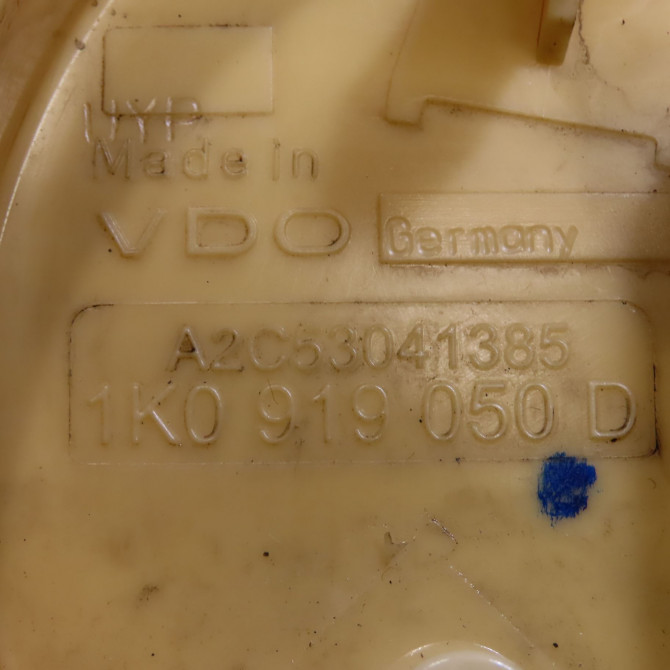 Made in
VDO Germany
A2C53041385
1K0 919 050 D